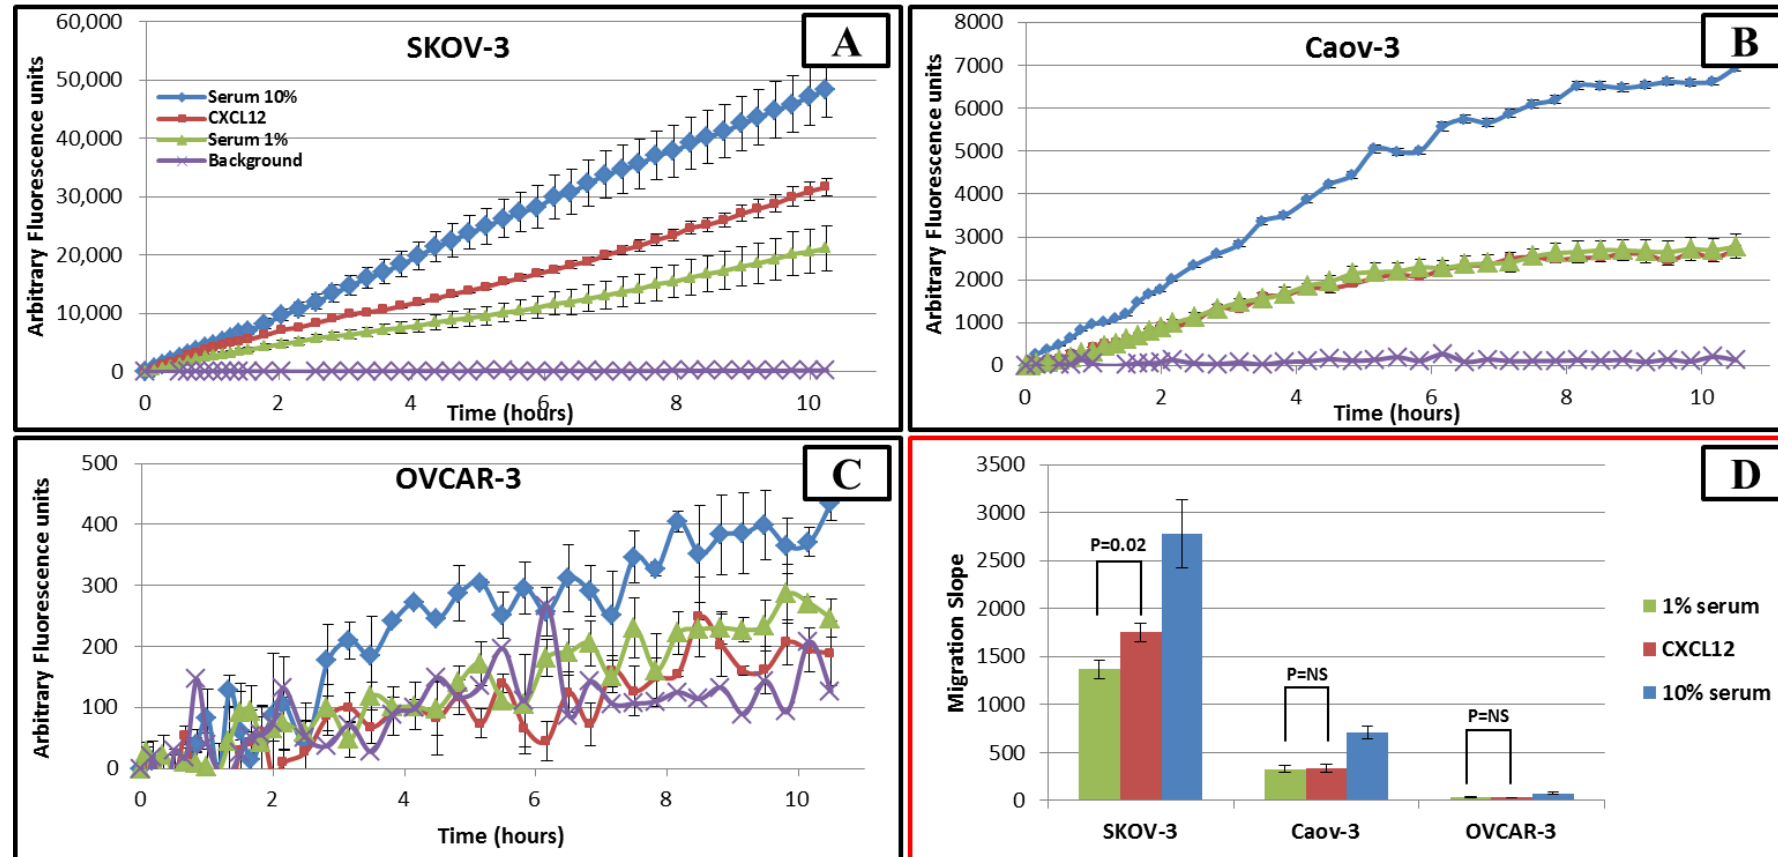 A
SKOV-3
60,000
50,000
40,000
30,000
20,000
10,000
0
Arbitrary Fluorescence units
Serum 10%
CXCL12
Serum 1%
Background
0 2 4 6 8 10
Time (hours)
B
Caov-3
8000
7000
6000
5000
4000
3000
2000
1000
0
Arbitrary Fluorescence units
0 2 4 6 8 10
Time (hours)
C
OVCAR-3
500
400
300
200
100
0
Arbitrary Fluorescence units
0 2 4 6 8 10
Time (hours)
D
3500
3000
2500
2000
1500
1000
500
0
Migration Slope
P=0.02
P=NS
P=NS
1% serum
CXCL12
10% serum
SKOV-3 Caov-3 OVCAR-3